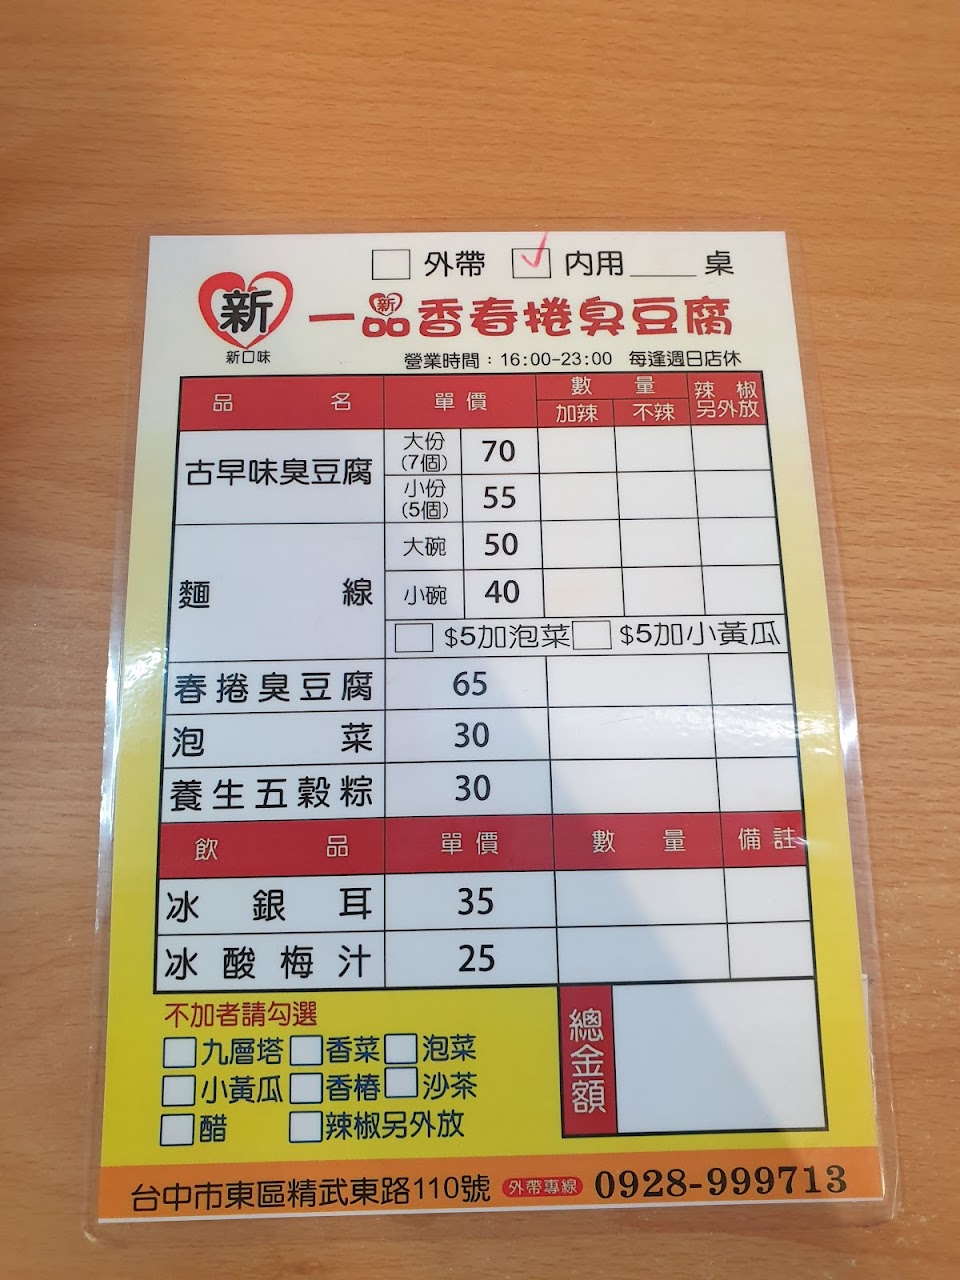 外帶 內用____桌
新
新口味
一品香春捲臭豆腐
新
營業時間：16:00-23:00 每逢週日店休
品名 單價 數量 辣椒另外放
加辣 不辣
古早味臭豆腐 大份(7個) 70
小份(5個) 55
麵線 大碗 50
小碗 40
$5加泡菜 $5加小黃瓜
春捲臭豆腐 65
泡菜 30
養生五穀粽 30
飲品 單價 數量 備註
冰銀耳 35
冰酸梅汁 25
不加者請勾選
九層塔 香菜 泡菜
小黃瓜 香椿 沙茶
醋 辣椒另外放
總金額
台中市東區精武東路110號 外帶專線 0928-999713